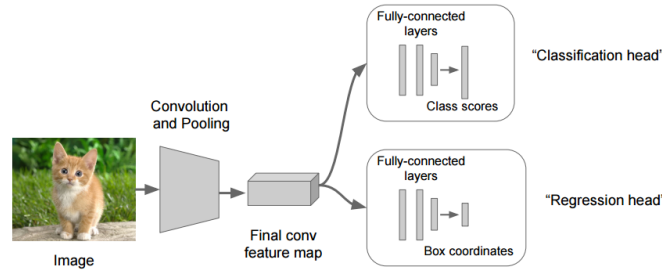 Fully-connected
layers
Class scores
“Classification head”
Convolution
and Pooling
Image
Final conv
feature map
Fully-connected
layers
Box coordinates
“Regression head”